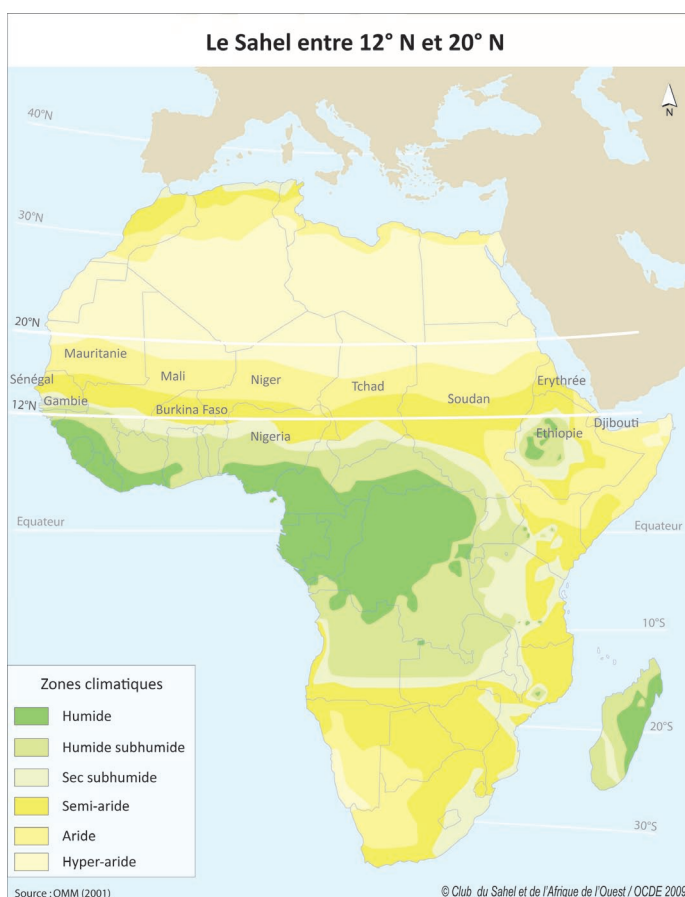 Le Sahel entre 12° N et 20° N
N
40°N
30°N
20°N
Mauritanie
Sénégal
Mali
Niger
Tchad
Soudan
Erythrée
Gambie
12°N
Burkina Faso
Nigeria
Ethiopie
Djibouti
Equateur
Equateur
10°S
20°S
30°S
Zones climatiques
Humide
Humide subhumide
Sec subhumide
Semi-aride
Aride
Hyper-aride
Source : OMM (2001)
© Club du Sahel et de l'Afrique de l'Ouest / OCDE 2009